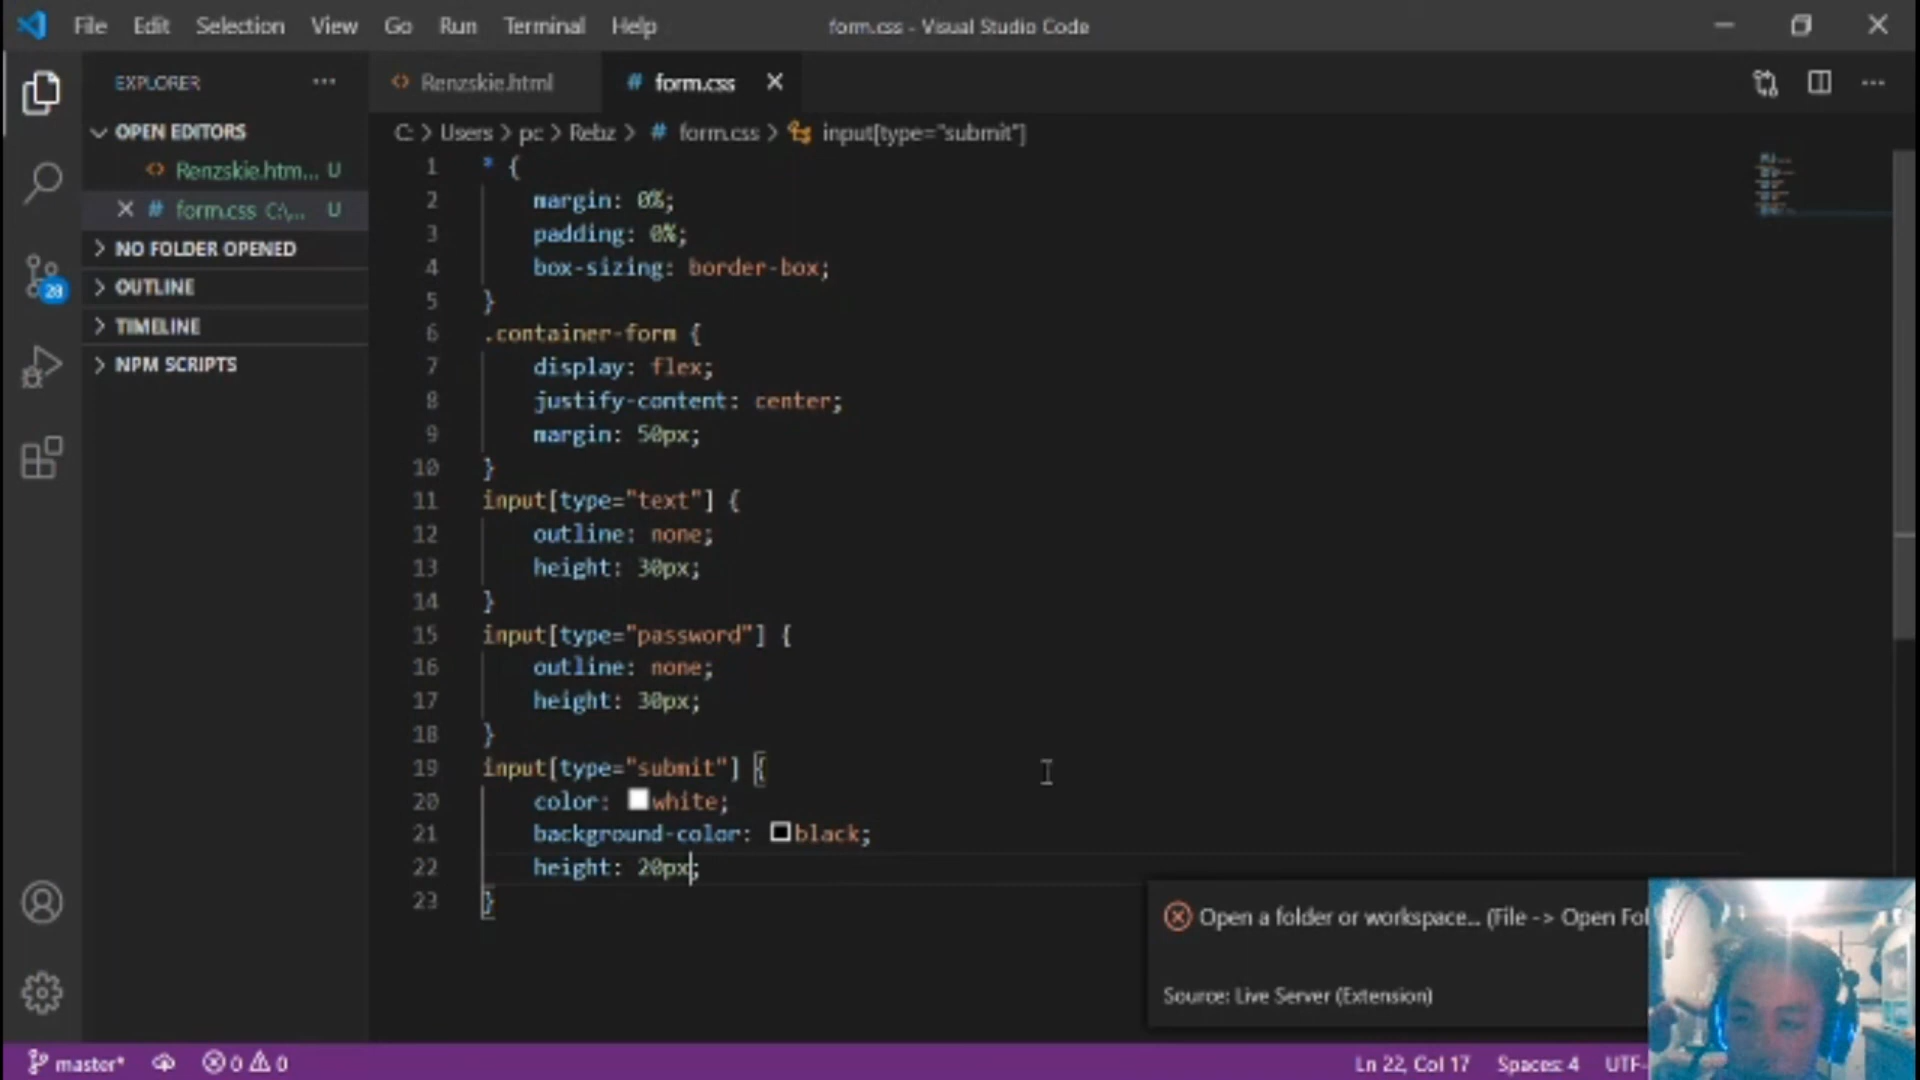 File Edit Selection View Go Run Terminal Help form.css - Visual Studio Code
EXPLORER ...
Renzskie.html # form.css ...
OPEN EDITORS
C: > Users > pc > Rebz > # form.css > input[type="submit"]
Renzskie.htm... U
# form.css C:\... U
NO FOLDER OPENED
OUTLINE
TIMELINE
NPM SCRIPTS
28
1 * {
2 margin: 0%;
3 padding: 0%;
4 box-sizing: border-box;
5 }
6 .container-form {
7 display: flex;
8 justify-content: center;
9 margin: 50px;
10 }
11 input[type="text"] {
12 outline: none;
13 height: 30px;
14 }
15 input[type="password"] {
16 outline: none;
17 height: 30px;
18 }
19 input[type="submit"] {
20 color: white;
21 background-color: black;
22 height: 20px;
23 }
Open a folder or workspace... (File -> Open Fol
Source: Live Server (Extension)
master* 0 0 Ln 22, Col 17 Spaces: 4 UTF-